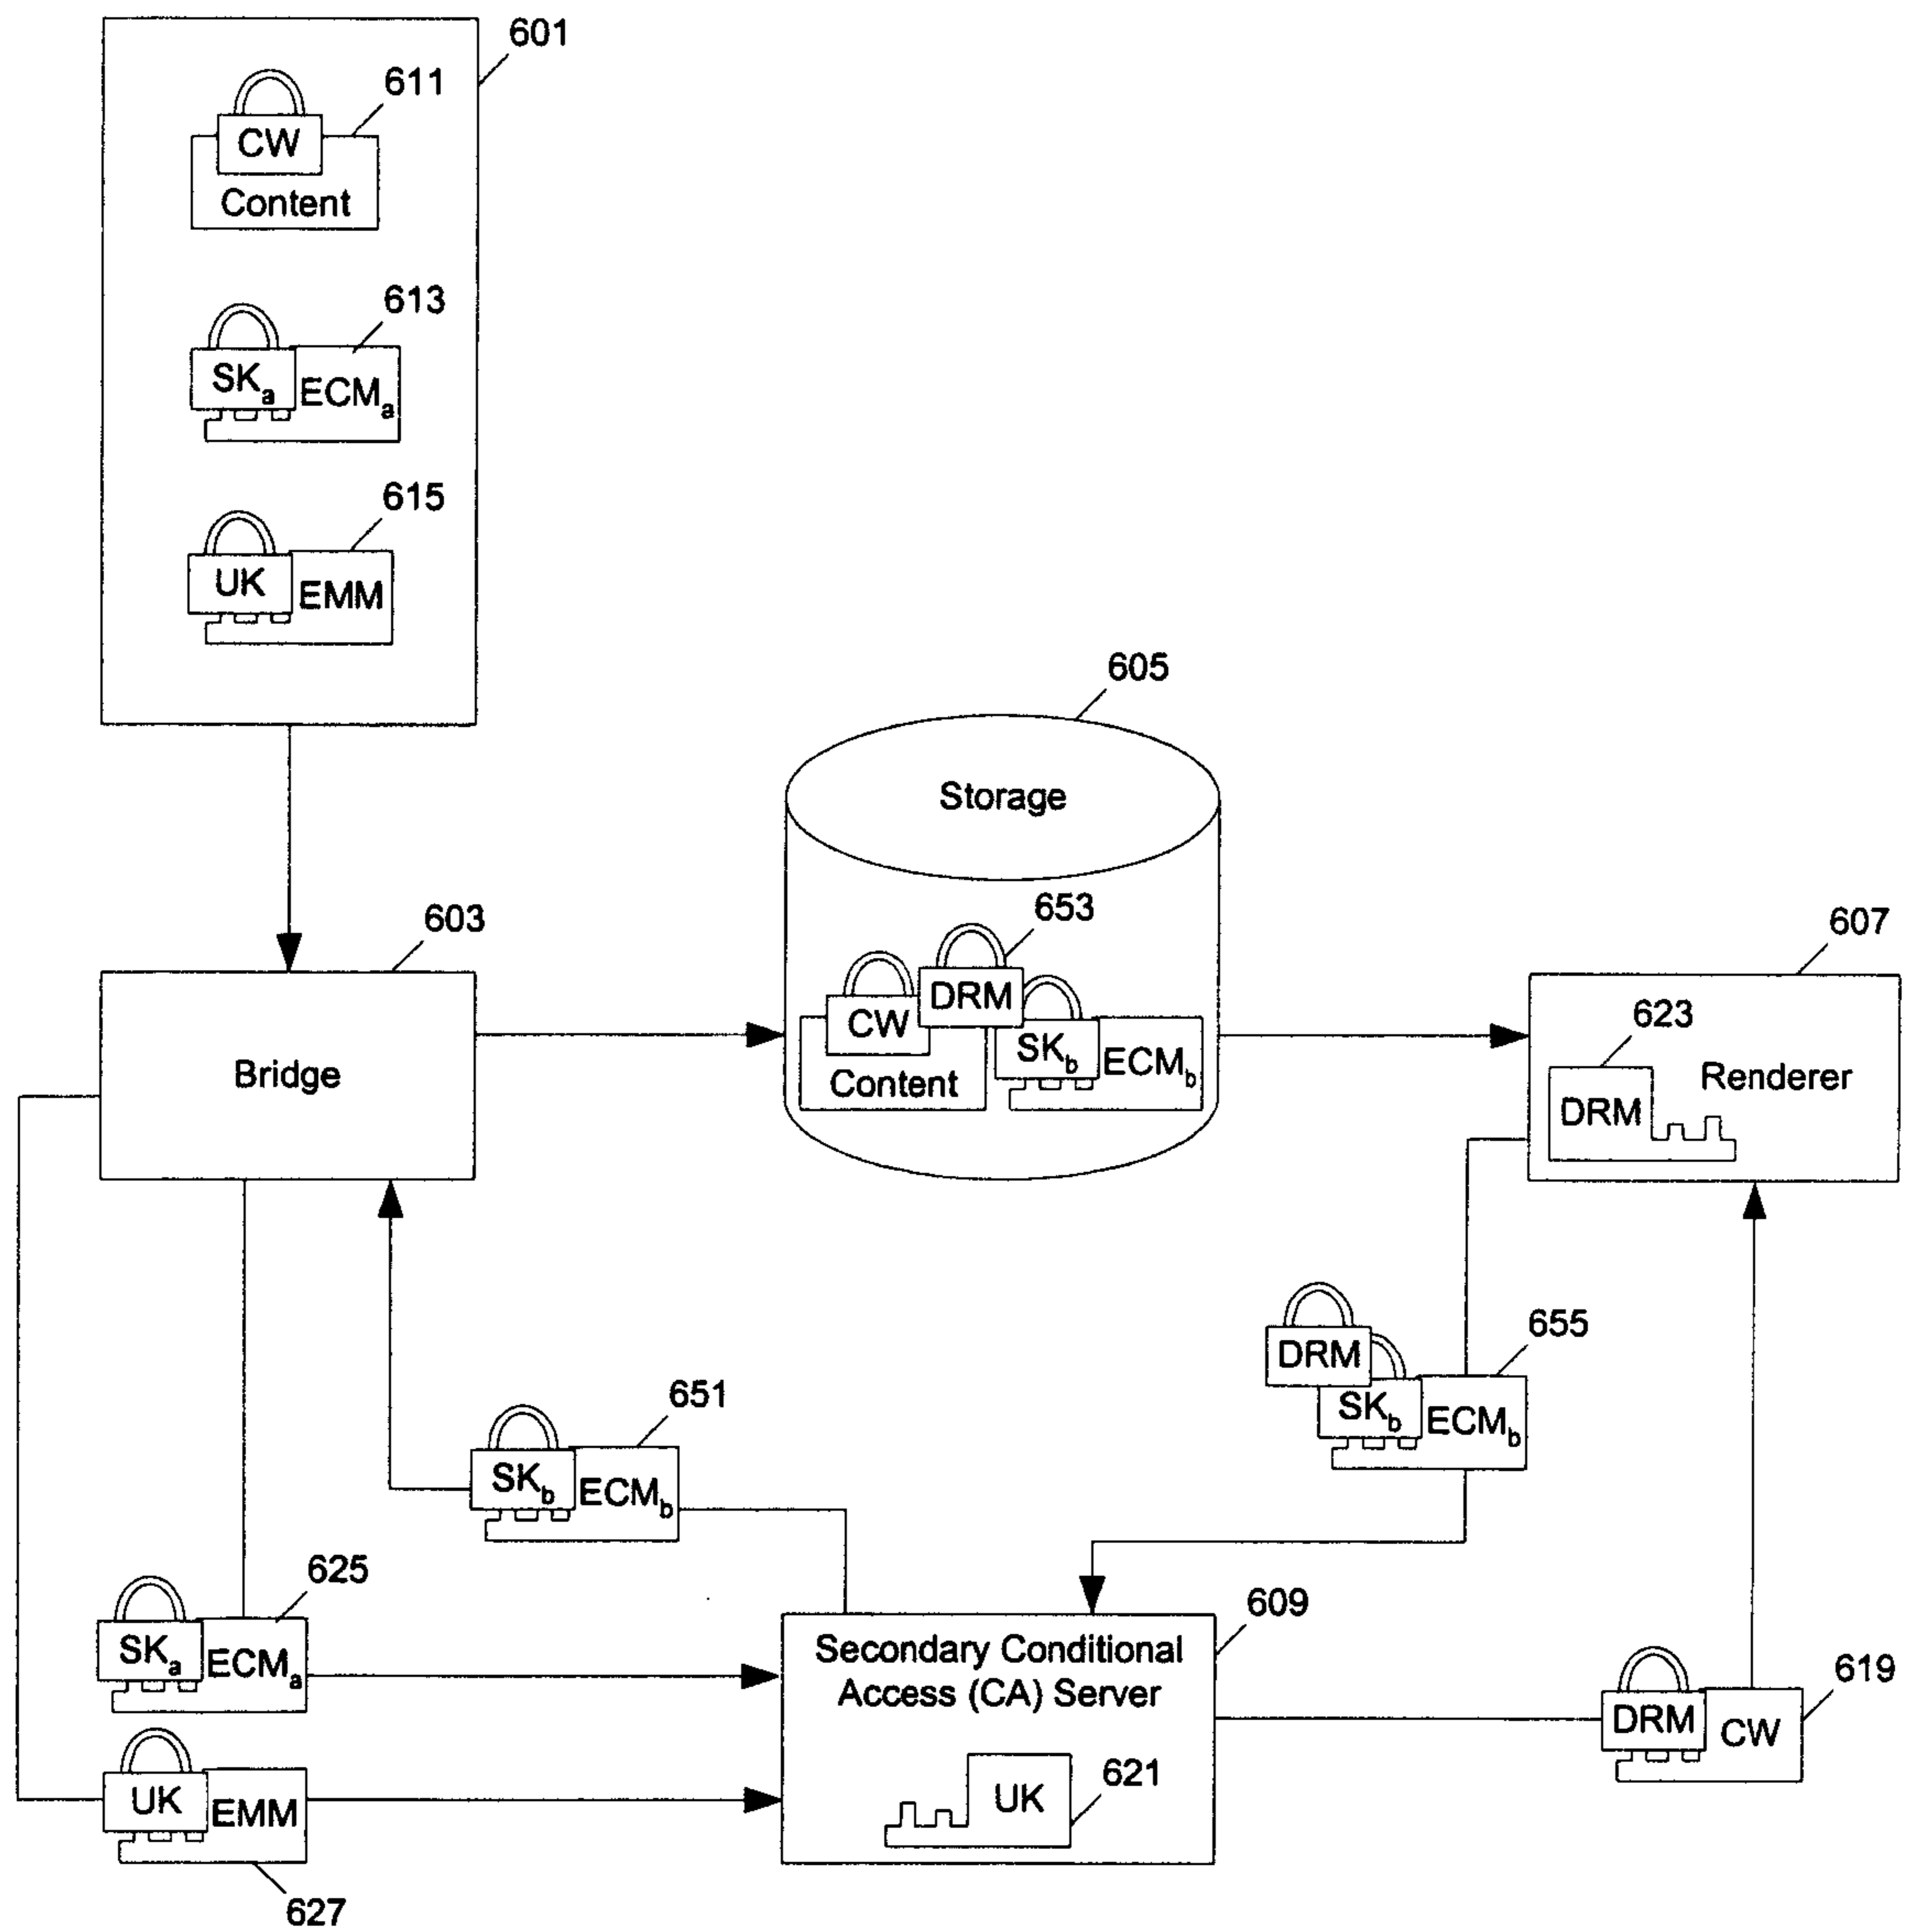 601
611
CW
Content
613
SKa
ECMa
615
UK
EMM
605
Storage
653
DRM
CW
SKb
ECMb
Content
603
Bridge
607
623
DRM
Renderer
655
DRM
SKb
ECMb
651
SKb
ECMb
625
SKa
ECMa
609
Secondary Conditional
Access (CA) Server
621
UK
619
DRM
CW
UK
EMM
627